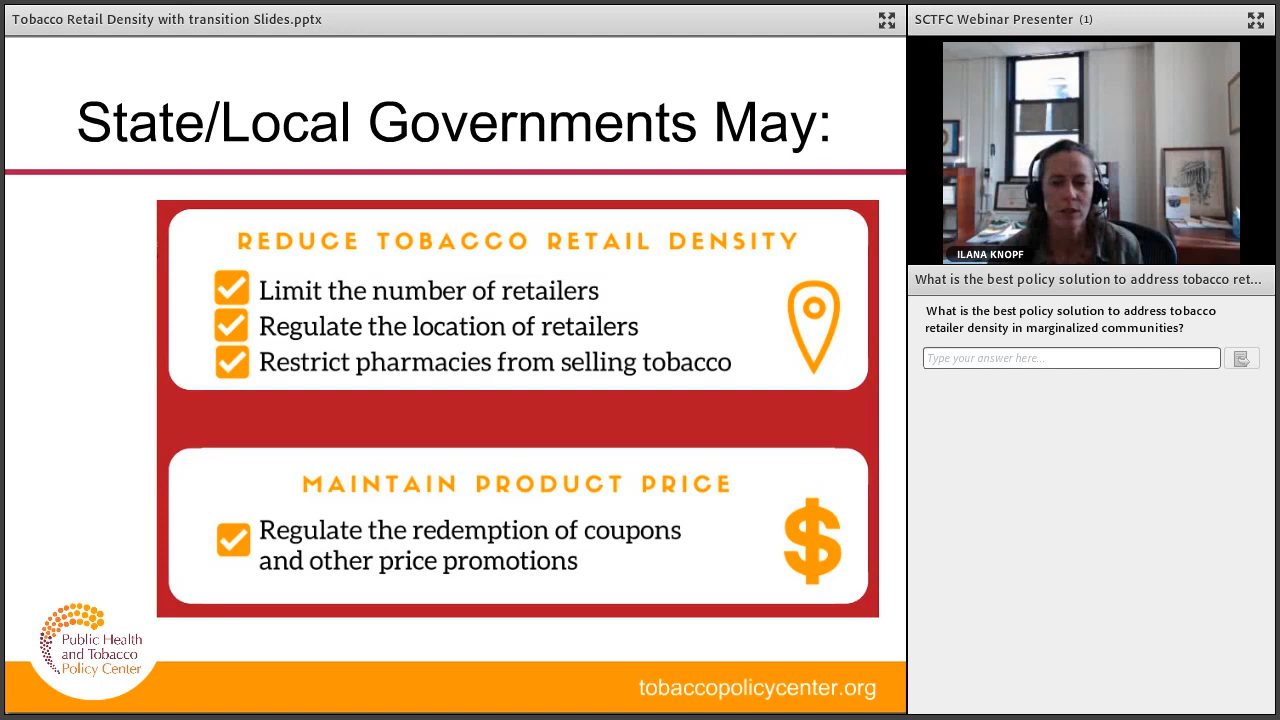 Tobacco Retail Density with transition Slides.pptx
State/Local Governments May:
REDUCE TOBACCO RETAIL DENSITY
Limit the number of retailers
Regulate the location of retailers
Restrict pharmacies from selling tobacco
MAINTAIN PRODUCT PRICE
Regulate the redemption of coupons
and other price promotions
$
Public Health
and Tobacco
Policy Center
tobaccopolicycenter.org
SCTFC Webinar Presenter (1)
ILANA KNOPF
What is the best policy solution to address tobacco ret...
What is the best policy solution to address tobacco
retailer density in marginalized communities?
Type your answer here...